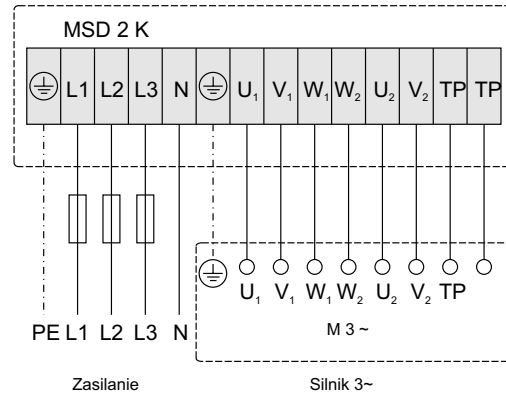 MSD 2 K
L1 L2 L3 N U₁ V₁ W₁ W₂ U₂ V₂ TP TP
U₁ V₁ W₁ W₂ U₂ V₂ TP
PE L1 L2 L3 N M 3 ~
Zasilanie Silnik 3~